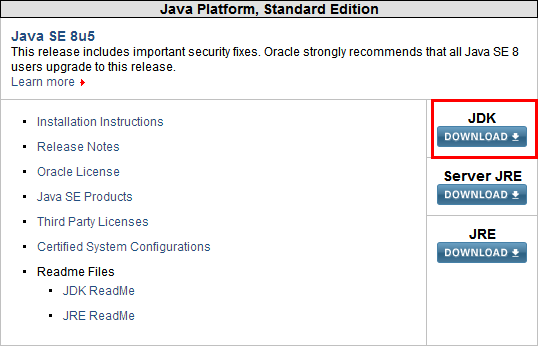 Java Platform, Standard Edition
Java SE 8u5
This release includes important security fixes. Oracle strongly recommends that all Java SE 8
users upgrade to this release.
Learn more
Installation Instructions
Release Notes
Oracle License
Java SE Products
Third Party Licenses
Certified System Configurations
Readme Files
JDK ReadMe
JRE ReadMe
JDK
DOWNLOAD
Server JRE
DOWNLOAD
JRE
DOWNLOAD